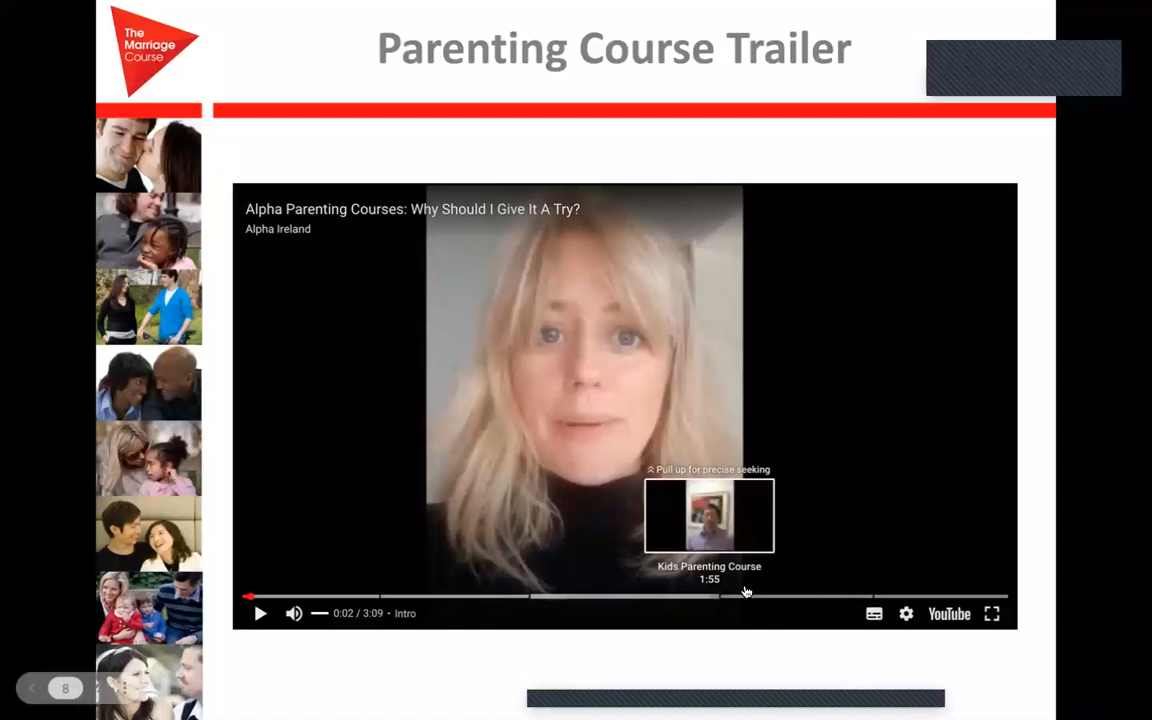 The
Marriage
Course
Parenting Course Trailer
Alpha Parenting Courses: Why Should I Give It A Try?
Alpha Ireland
Pull up for precise seeking
Kids Parenting Course
1:55
0:02 / 3:09 • Intro
YouTube
8